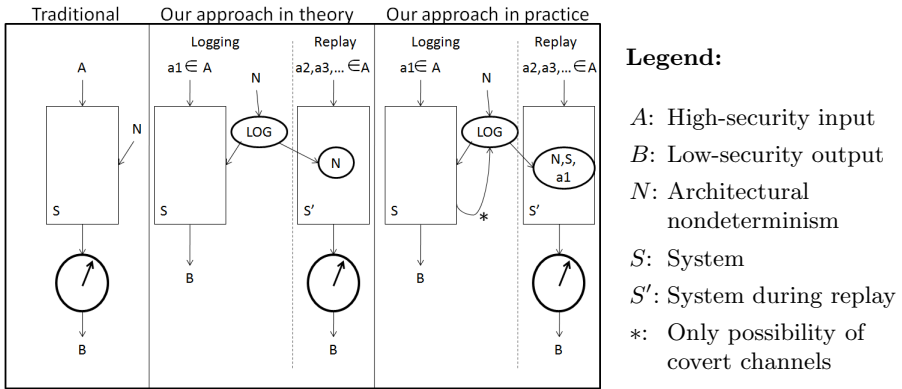 Traditional
Our approach in theory
Our approach in practice
Logging
Replay
Logging
Replay
A
a1∈ A
a2,a3,... ∈A
a1∈ A
a2,a3,... ∈A
N
N
N
LOG
LOG
N
N,S,
a1
S
S
S'
S
*
S'
B
B
B
B
B
Legend:
A: High-security input
B: Low-security output
N: Architectural
nondeterminism
S: System
S′: System during replay
*: Only possibility of
covert channels